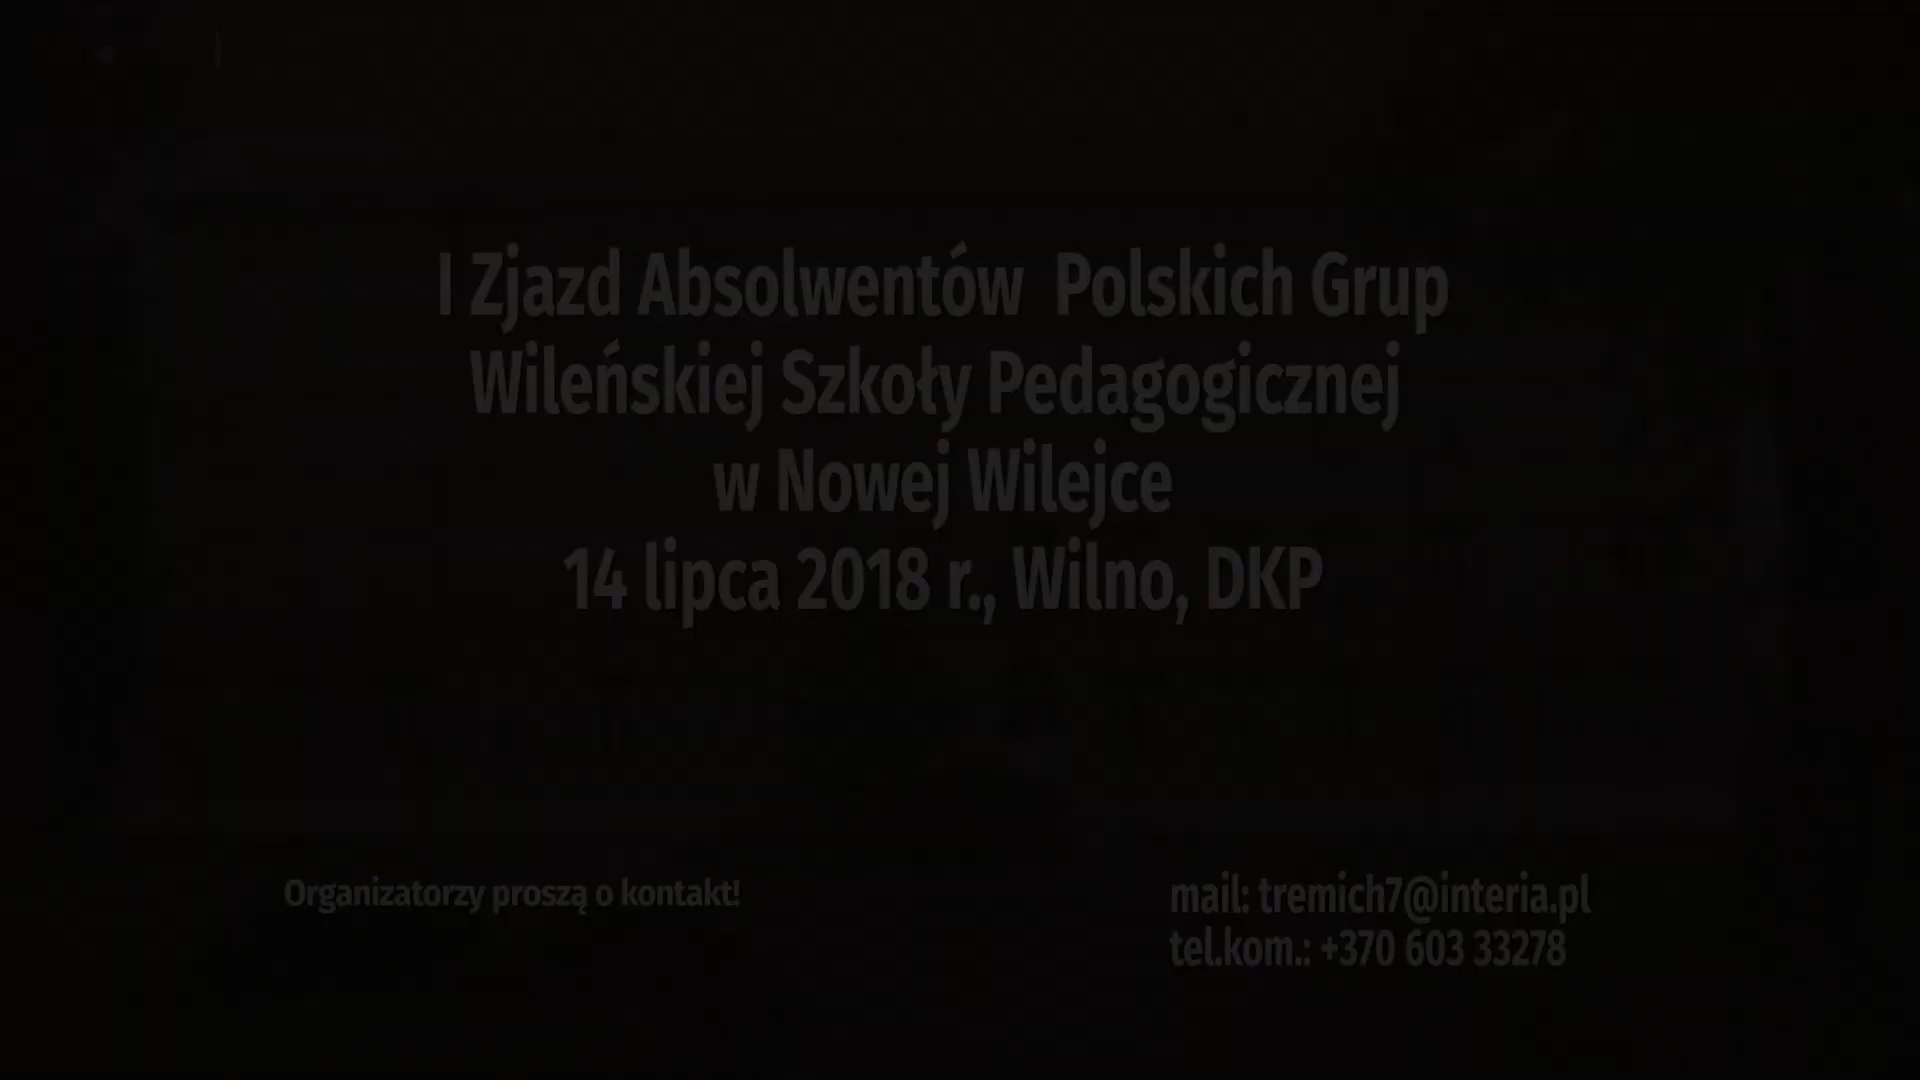 I Zjazd Absolwentów Polskich Grup
Wileńskiej Szkoły Pedagogicznej
w Nowej Wilejce
14 lipca 2018 r., Wilno, DKP
Organizatorzy proszą o kontakt!
mail: tremich7@interia.pl
tel.kom.: +370 603 33278